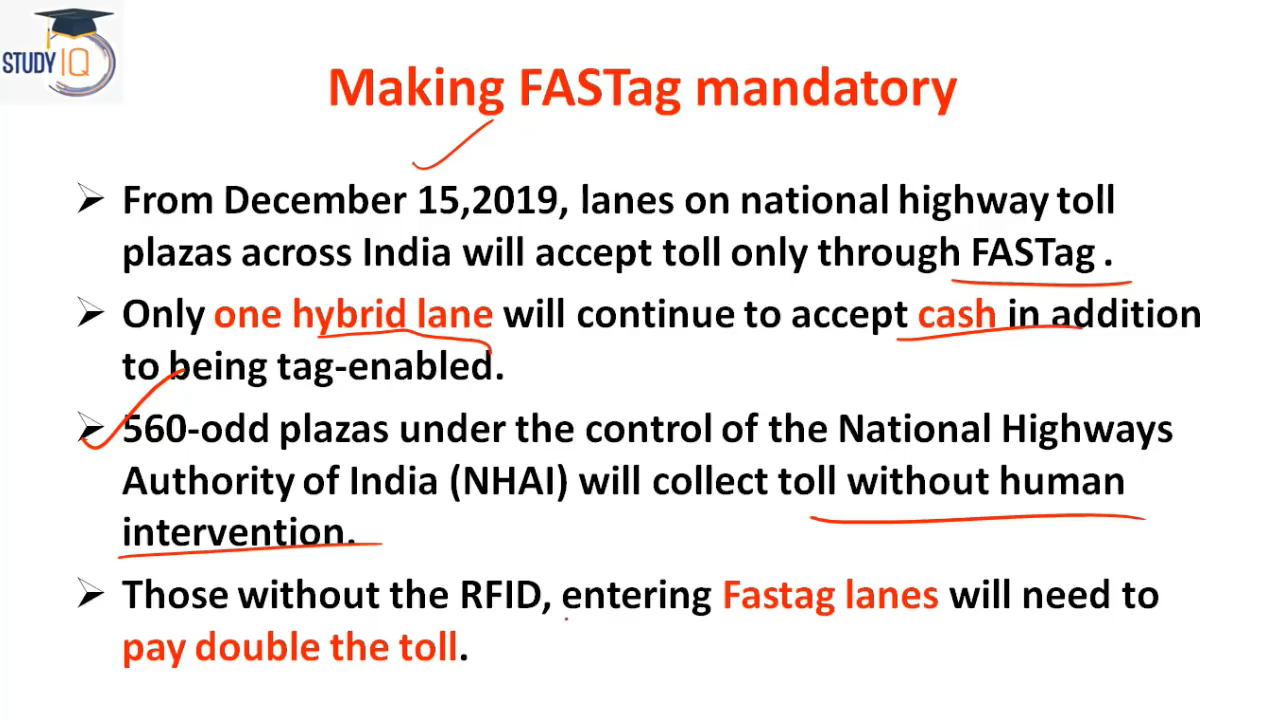 STUDY IQ
Making FASTag mandatory
➢ From December 15,2019, lanes on national highway toll
plazas across India will accept toll only through FASTag .
➢ Only one hybrid lane will continue to accept cash in addition
to being tag-enabled.
➢ 560-odd plazas under the control of the National Highways
Authority of India (NHAI) will collect toll without human
intervention.
➢ Those without the RFID, entering Fastag lanes will need to
pay double the toll.